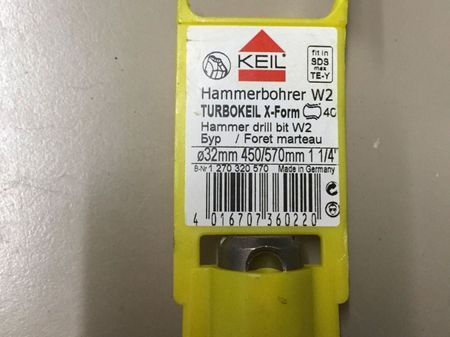 KEIL
fit in
SDS
max
TE-Y
Hammerbohrer W2
TURBOKEIL X-Form 4C
Hammer drill bit W2
Бур / Foret marteau
ø32mm 450/570mm 1 1/4"
B-Nr 1 270 320 570 Made in Germany
4 016707 360220